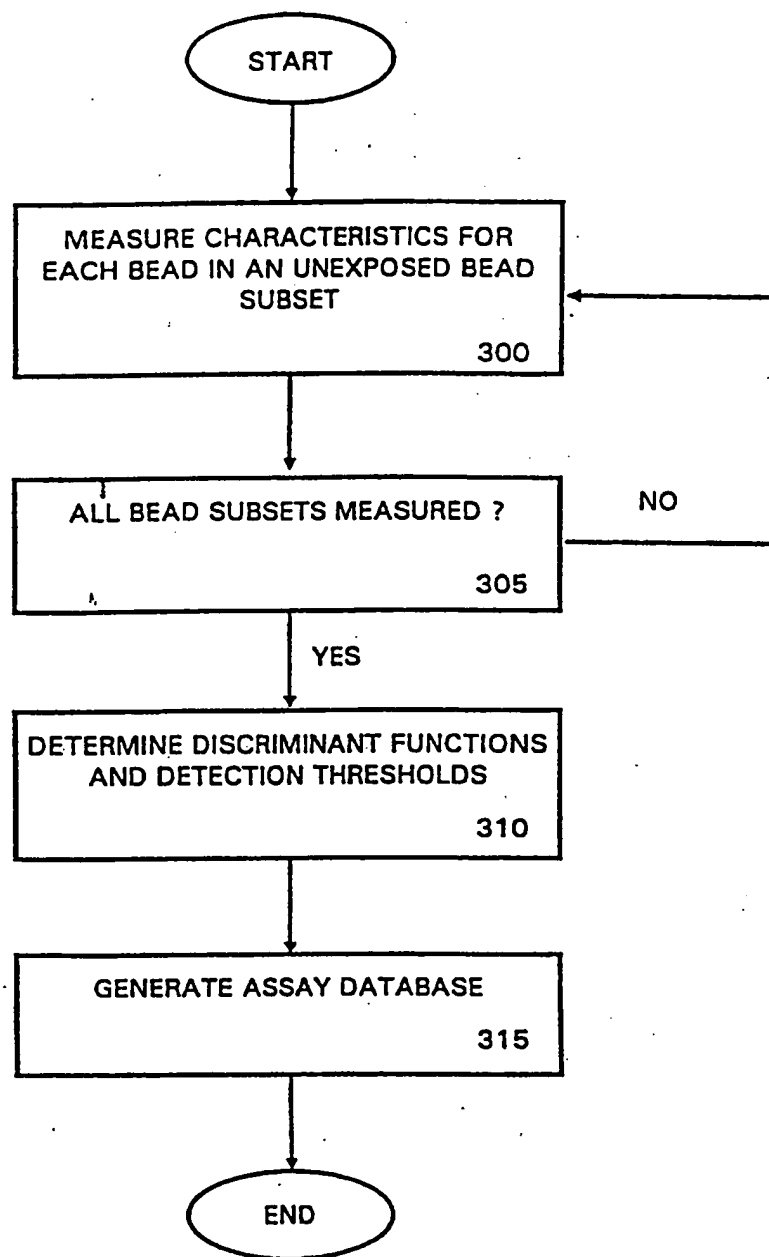 START
MEASURE CHARACTERISTICS FOR
EACH BEAD IN AN UNEXPOSED BEAD
SUBSET
300
ALL BEAD SUBSETS MEASURED ?
NO
305
YES
DETERMINE DISCRIMINANT FUNCTIONS
AND DETECTION THRESHOLDS
310
GENERATE ASSAY DATABASE
315
END